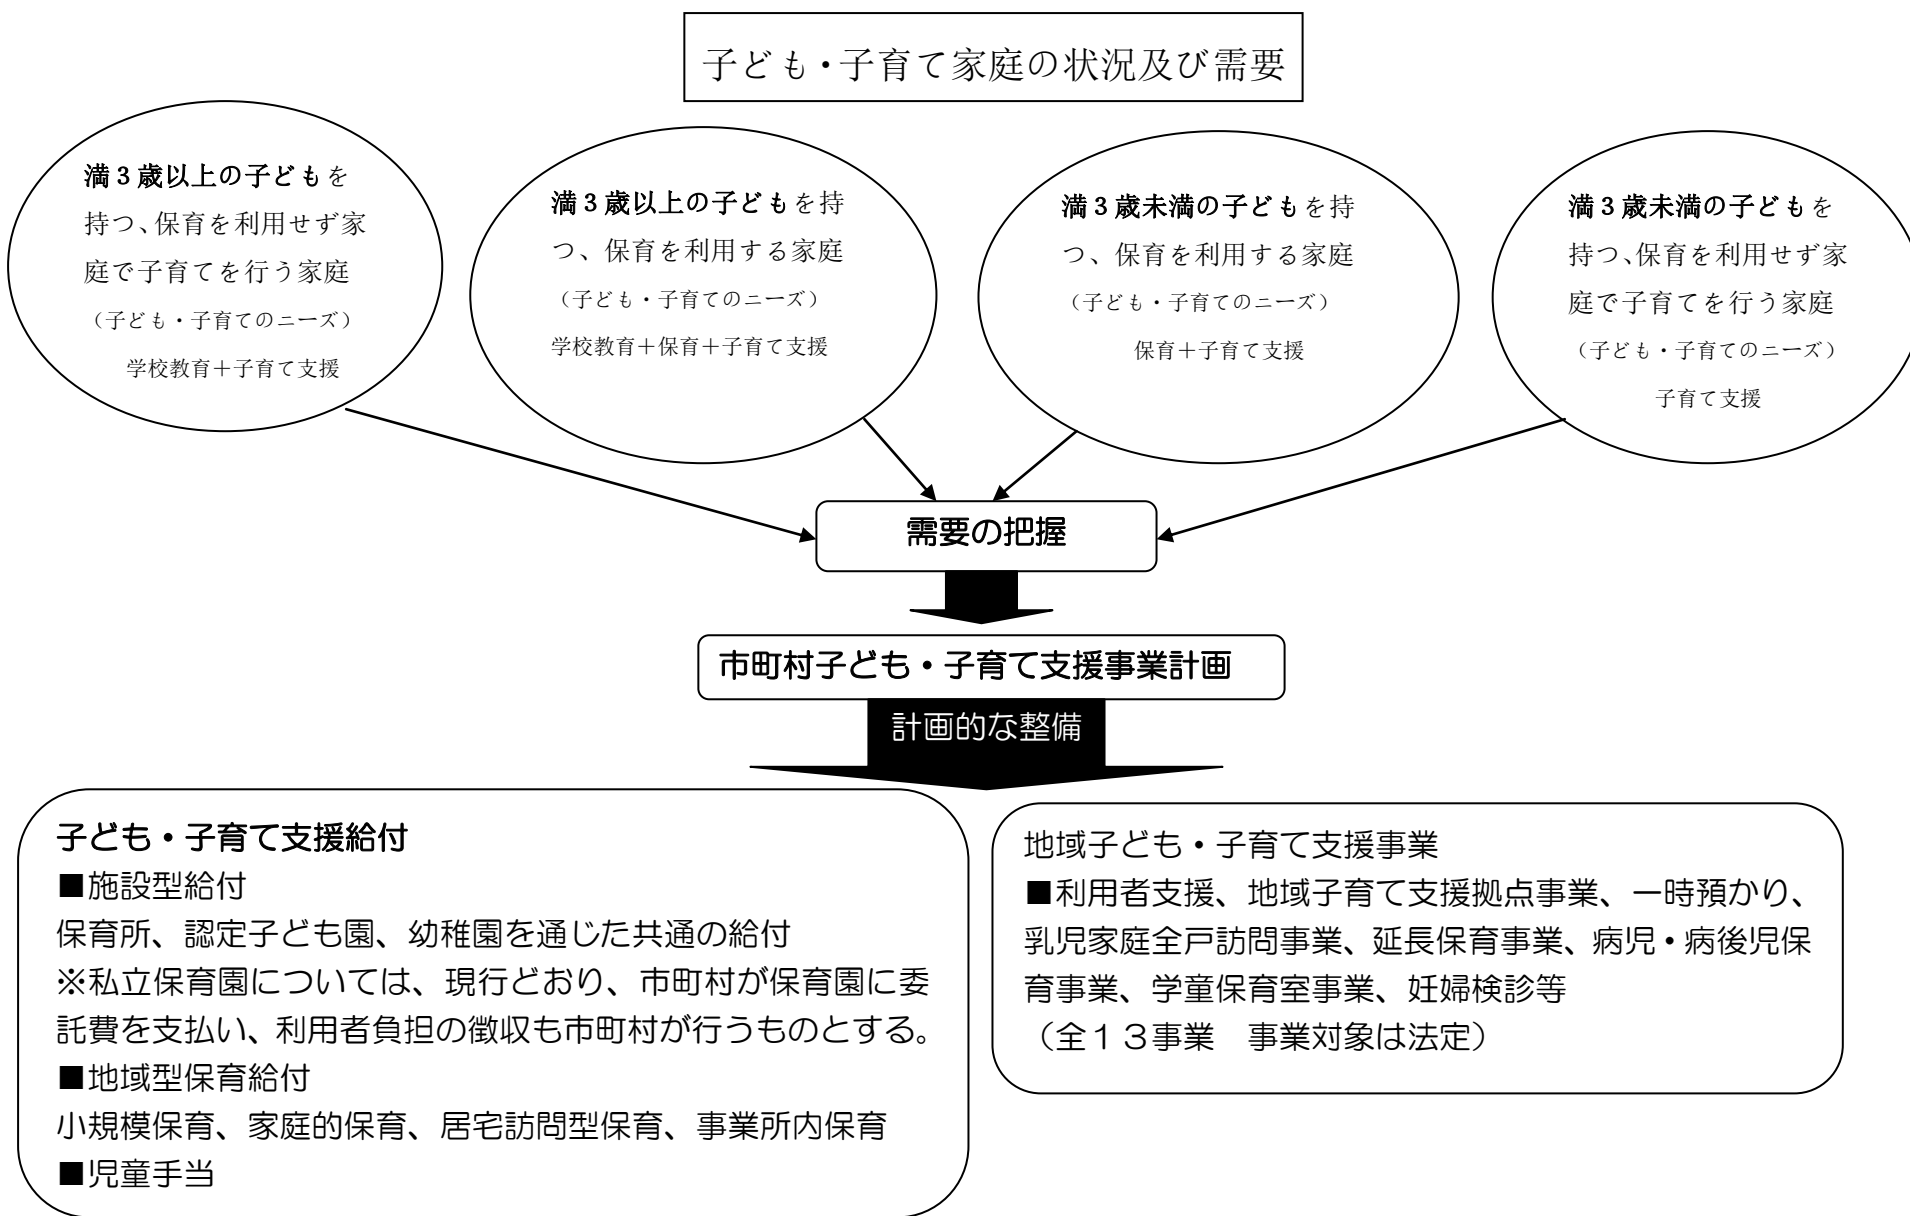 子ども・子育て家庭の状況及び需要
満３歳以上の子どもを
持つ、保育を利用せず家
庭で子育てを行う家庭
（子ども・子育てのニーズ）
学校教育＋子育て支援
満３歳以上の子どもを持
つ、保育を利用する家庭
（子ども・子育てのニーズ）
学校教育＋保育＋子育て支援
満３歳未満の子どもを持
つ、保育を利用する家庭
（子ども・子育てのニーズ）
保育＋子育て支援
満３歳未満の子どもを
持つ、保育を利用せず家
庭で子育てを行う家庭
（子ども・子育てのニーズ）
子育て支援
需要の把握
市町村子ども・子育て支援事業計画
計画的な整備
子ども・子育て支援給付
■施設型給付
保育所、認定子ども園、幼稚園を通じた共通の給付
※私立保育園については、現行どおり、市町村が保育園に委
託費を支払い、利用者負担の徴収も市町村が行うものとする。
■地域型保育給付
小規模保育、家庭的保育、居宅訪問型保育、事業所内保育
■児童手当
地域子ども・子育て支援事業
■利用者支援、地域子育て支援拠点事業、一時預かり、
乳児家庭全戸訪問事業、延長保育事業、病児・病後児保
育事業、学童保育室事業、妊婦検診等
（全１３事業　事業対象は法定）